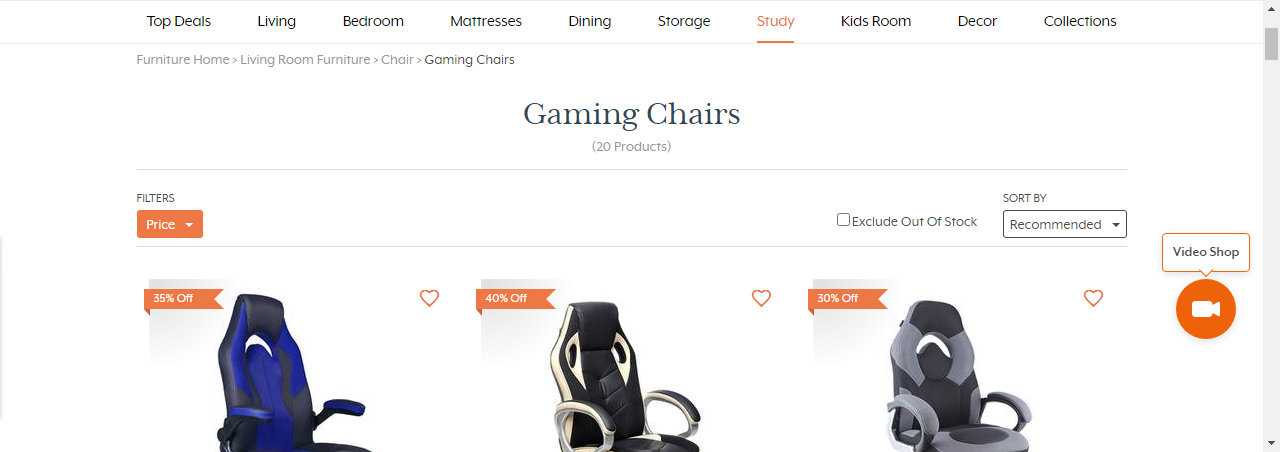 Top Deals Living Bedroom Mattresses Dining Storage Study Kids Room Decor Collections
Furniture Home > Living Room Furniture > Chair > Gaming Chairs
Gaming Chairs
(20 Products)
FILTERS
Price
Exclude Out Of Stock
SORT BY
Recommended
Video Shop
35% Off
40% Off
30% Off